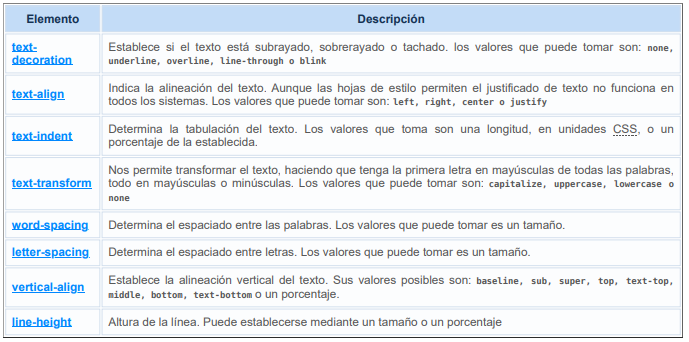 Elemento Descripción
text-decoration Establece si el texto está subrayado, sobrerayado o tachado. los valores que puede tomar son: none,
underline, overline, line-through o blink
text-align Indica la alineación del texto. Aunque las hojas de estilo permiten el justificado de texto no funciona en
todos los sistemas. Los valores que puede tomar son: left, right, center o justify
text-indent Determina la tabulación del texto. Los valores que toma son una longitud, en unidades CSS, o un
porcentaje de la establecida.
text-transform Nos permite transformar el texto, haciendo que tenga la primera letra en mayúsculas de todas las palabras,
todo en mayúsculas o minúsculas. Los valores que puede tomar son: capitalize, uppercase, lowercase o
none
word-spacing Determina el espaciado entre las palabras. Los valores que puede tomar es un tamaño.
letter-spacing Determina el espaciado entre letras. Los valores que puede tomar es un tamaño.
vertical-align Establece la alineación vertical del texto. Sus valores posibles son: baseline, sub, super, top, text-top,
middle, bottom, text-bottom o un porcentaje.
line-height Altura de la línea. Puede establecerse mediante un tamaño o un porcentaje